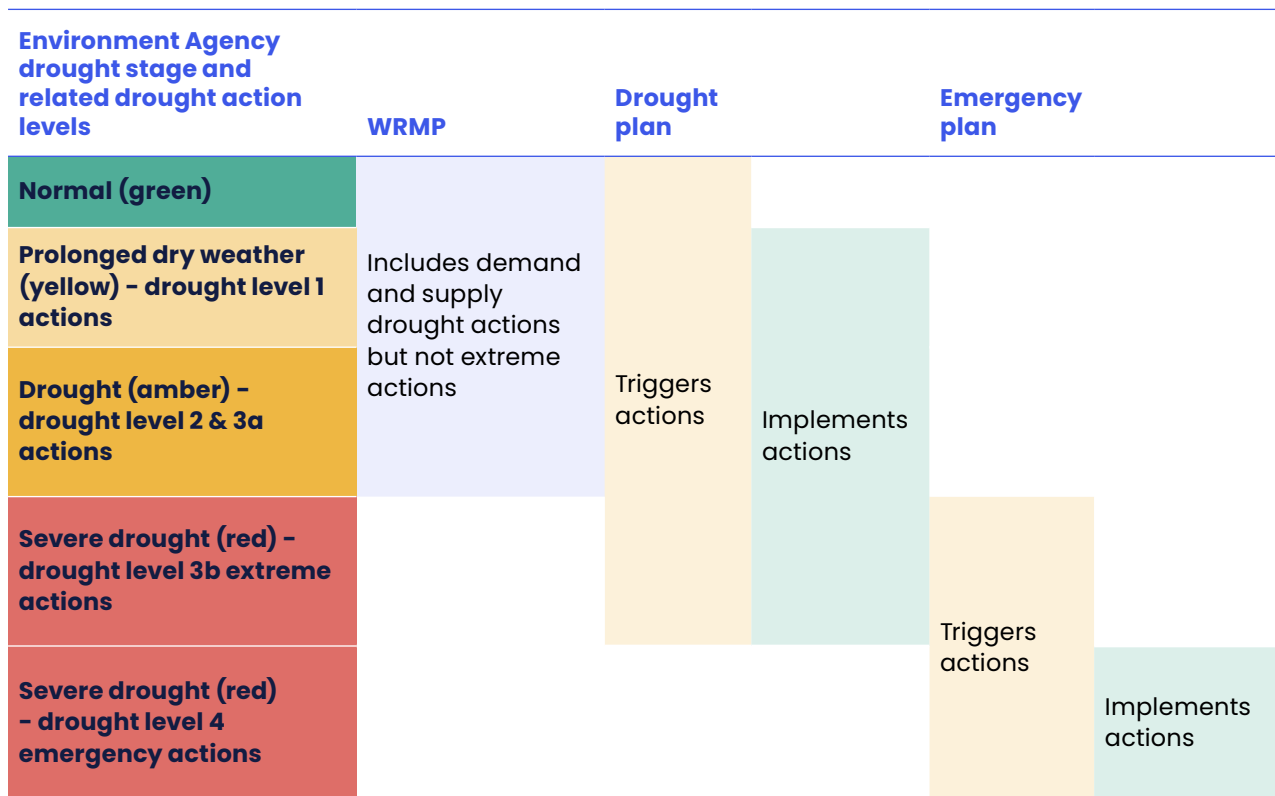 Environment Agency
drought stage and
related drought action
levels
WRMP
Drought
plan
Emergency
plan
Normal (green)
Prolonged dry weather
(yellow) – drought level 1
actions
Drought (amber) –
drought level 2 & 3a
actions
Severe drought (red) –
drought level 3b extreme
actions
Severe drought (red)
– drought level 4
emergency actions
Includes demand
and supply
drought actions
but not extreme
actions
Triggers
actions
Implements
actions
Triggers
actions
Implements
actions